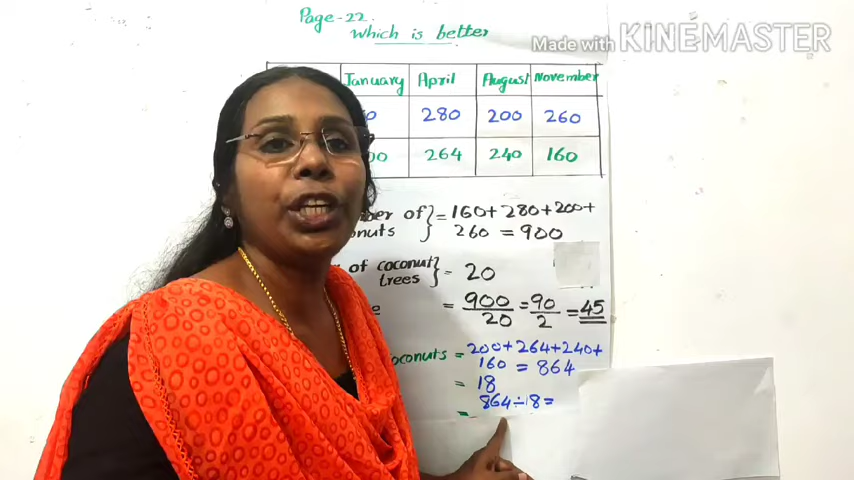 Page-22.
Which is better
Made with KINEMASTER
January April August November
280 200 260
264 240 160
of } = 160+280+200+
260 = 900
of coconut } = 20
trees
= 900/20 = 90/2 = 45
= 200+264+240+
160 = 864
= 18
= 864÷18=